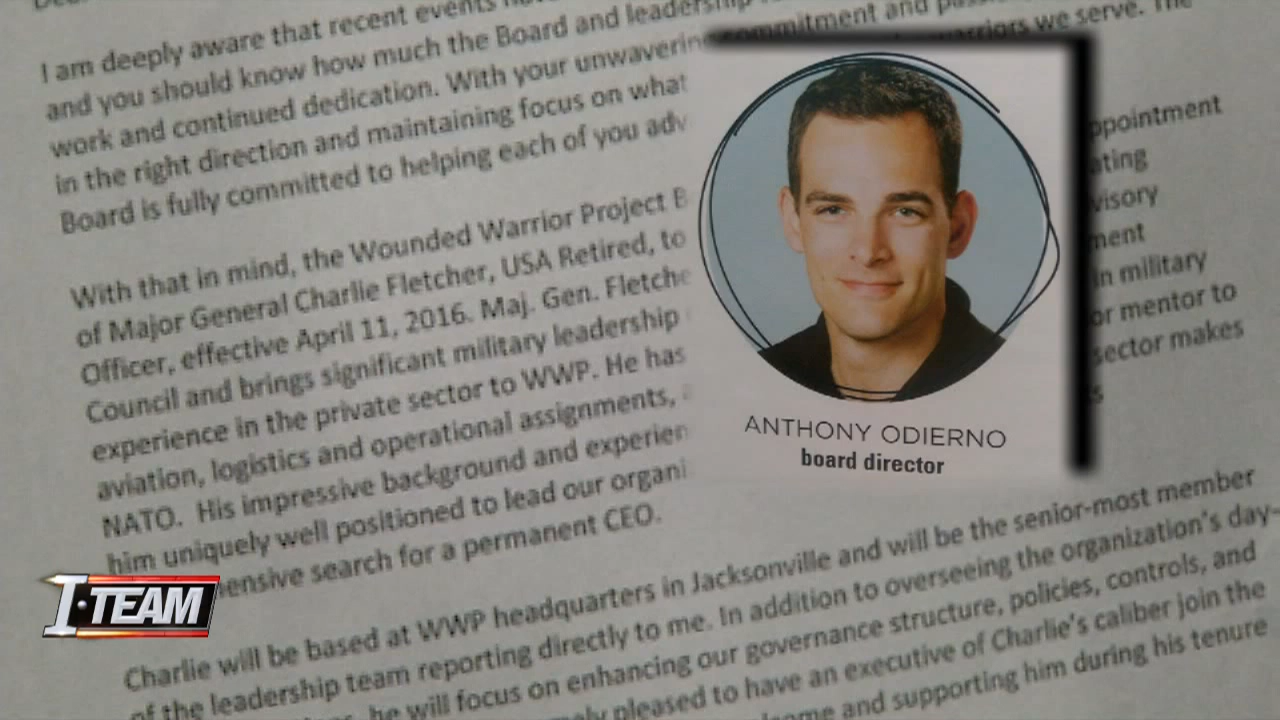 I am deeply aware that recent events
and you should know how much the Board and leadership
work and continued dedication. With your unwavering commitment and
in the right direction and maintaining focus on what warriors we serve. The
Board is fully committed to helping each of you adv
ppointment
ating
With that in mind, the Wounded Warrior Project B visory
of Major General Charlie Fletcher, USA Retired, to ment
Officer, effective April 11, 2016. Maj. Gen. Fletche in military
Council and brings significant military leadership or mentor to
experience in the private sector to WWP. He has sector makes
aviation, logistics and operational assignments, s
NATO. His impressive background and experien
him uniquely well positioned to lead our organi
ensive search for a permanent CEO.
ANTHONY ODIERNO
board director
Charlie will be based at WWP headquarters in Jacksonville and will be the senior-most member
of the leadership team reporting directly to me. In addition to overseeing the organization's day-
he will focus on enhancing our governance structure, policies, controls, and
pleased to have an executive of Charlie's caliber join the
and supporting him during his tenure
I-TEAM